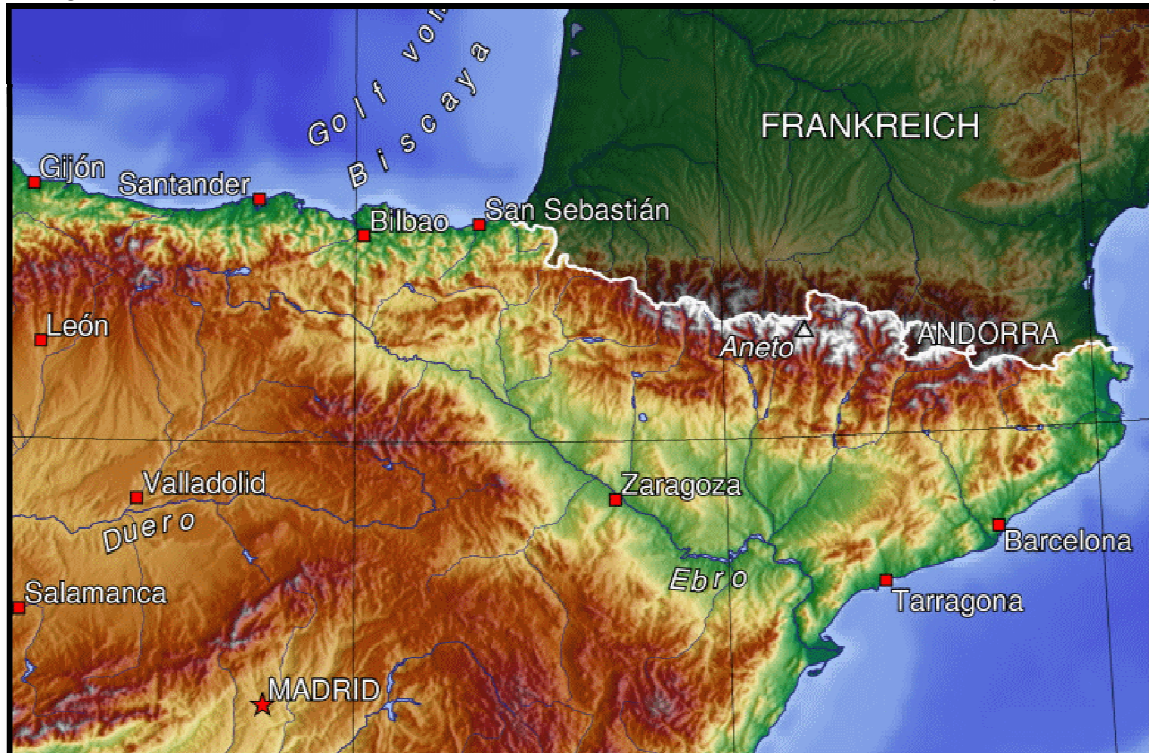 Golf von
Biscaya
FRANKREICH
Gijón
Santander
Bilbao
San Sebastián
León
Aneto
ANDORRA
Valladolid
Duero
Zaragoza
Ebro
Barcelona
Salamanca
Tarragona
MADRID